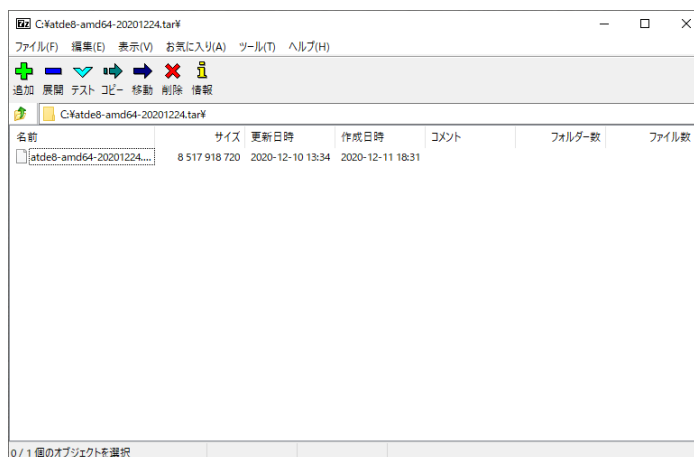 7z C:¥atde8-amd64-20201224.tar¥
ファイル(F) 編集(E) 表示(V) お気に入り(A) ツール(T) ヘルプ(H)
追加 展開 テスト コピー 移動 削除 情報
C:¥atde8-amd64-20201224.tar¥
名前 サイズ 更新日時 作成日時 コメント フォルダー数 ファイル数
atde8-amd64-20201224.... 8 517 918 720 2020-12-10 13:34 2020-12-11 18:31
0 / 1 個のオブジェクトを選択